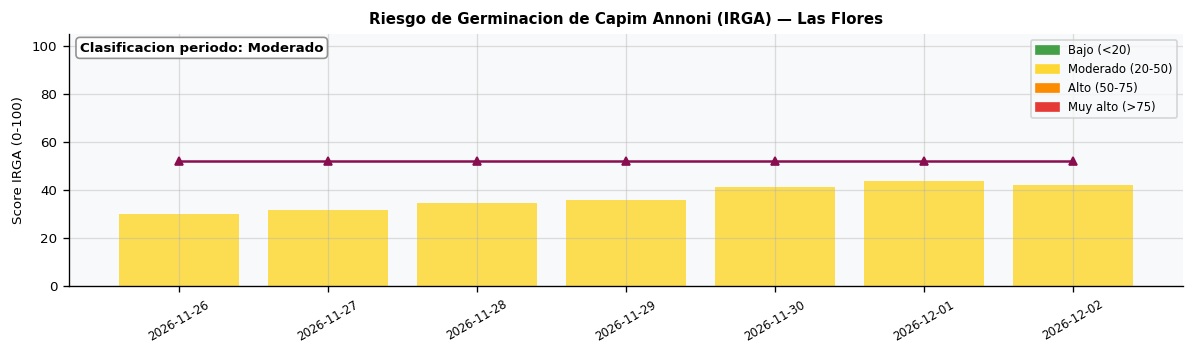 Riesgo de Germinacion de Capim Annoni (IRGA) — Las Flores
Clasificacion periodo: Moderado
Bajo (<20)
Moderado (20-50)
Alto (50-75)
Muy alto (>75)
Score IRGA (0-100)
100
80
60
40
20
0
2026-11-26
2026-11-27
2026-11-28
2026-11-29
2026-11-30
2026-12-01
2026-12-02